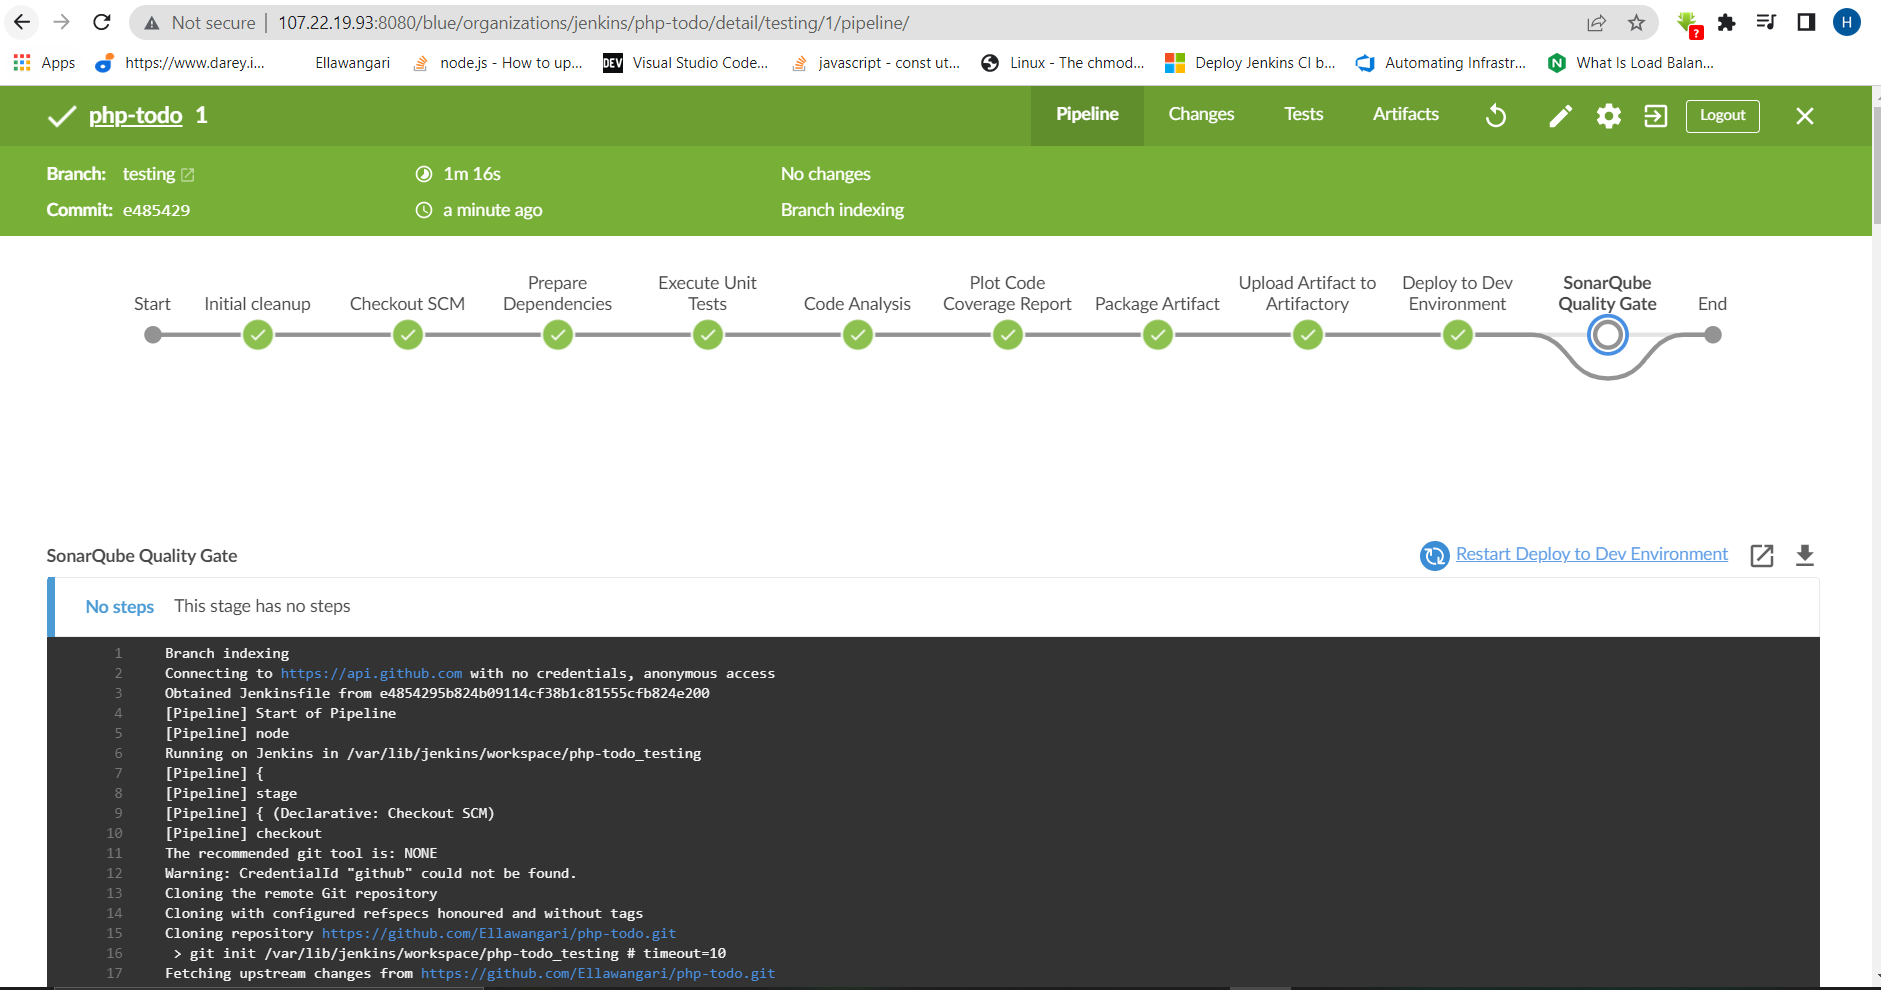 Not secure | 107.22.19.93:8080/blue/organizations/jenkins/php-todo/detail/testing/1/pipeline/
?
H
Apps https://www.darey.i... Ellawangari node.js - How to up... DEV Visual Studio Code... javascript - const ut... Linux - The chmod... Deploy Jenkins CI b... Automating Infrastr... N What Is Load Balan...
php-todo 1 Pipeline Changes Tests Artifacts Logout
Branch: testing 1m 16s No changes
Commit: e485429 a minute ago Branch indexing
Start
Initial cleanup
Checkout SCM
Prepare
Dependencies
Execute Unit
Tests
Code Analysis
Plot Code
Coverage Report
Package Artifact
Upload Artifact to
Artifactory
Deploy to Dev
Environment
SonarQube
Quality Gate
End
SonarQube Quality Gate Restart Deploy to Dev Environment
No steps This stage has no steps
1 Branch indexing
2 Connecting to https://api.github.com with no credentials, anonymous access
3 Obtained Jenkinsfile from e4854295b824b09114cf38b1c81555cfb824e200
4 [Pipeline] Start of Pipeline
5 [Pipeline] node
6 Running on Jenkins in /var/lib/jenkins/workspace/php-todo_testing
7 [Pipeline] {
8 [Pipeline] stage
9 [Pipeline] { (Declarative: Checkout SCM)
10 [Pipeline] checkout
11 The recommended git tool is: NONE
12 Warning: CredentialId "github" could not be found.
13 Cloning the remote Git repository
14 Cloning with configured refspecs honoured and without tags
15 Cloning repository https://github.com/Ellawangari/php-todo.git
16 > git init /var/lib/jenkins/workspace/php-todo_testing # timeout=10
17 Fetching upstream changes from https://github.com/Ellawangari/php-todo.git